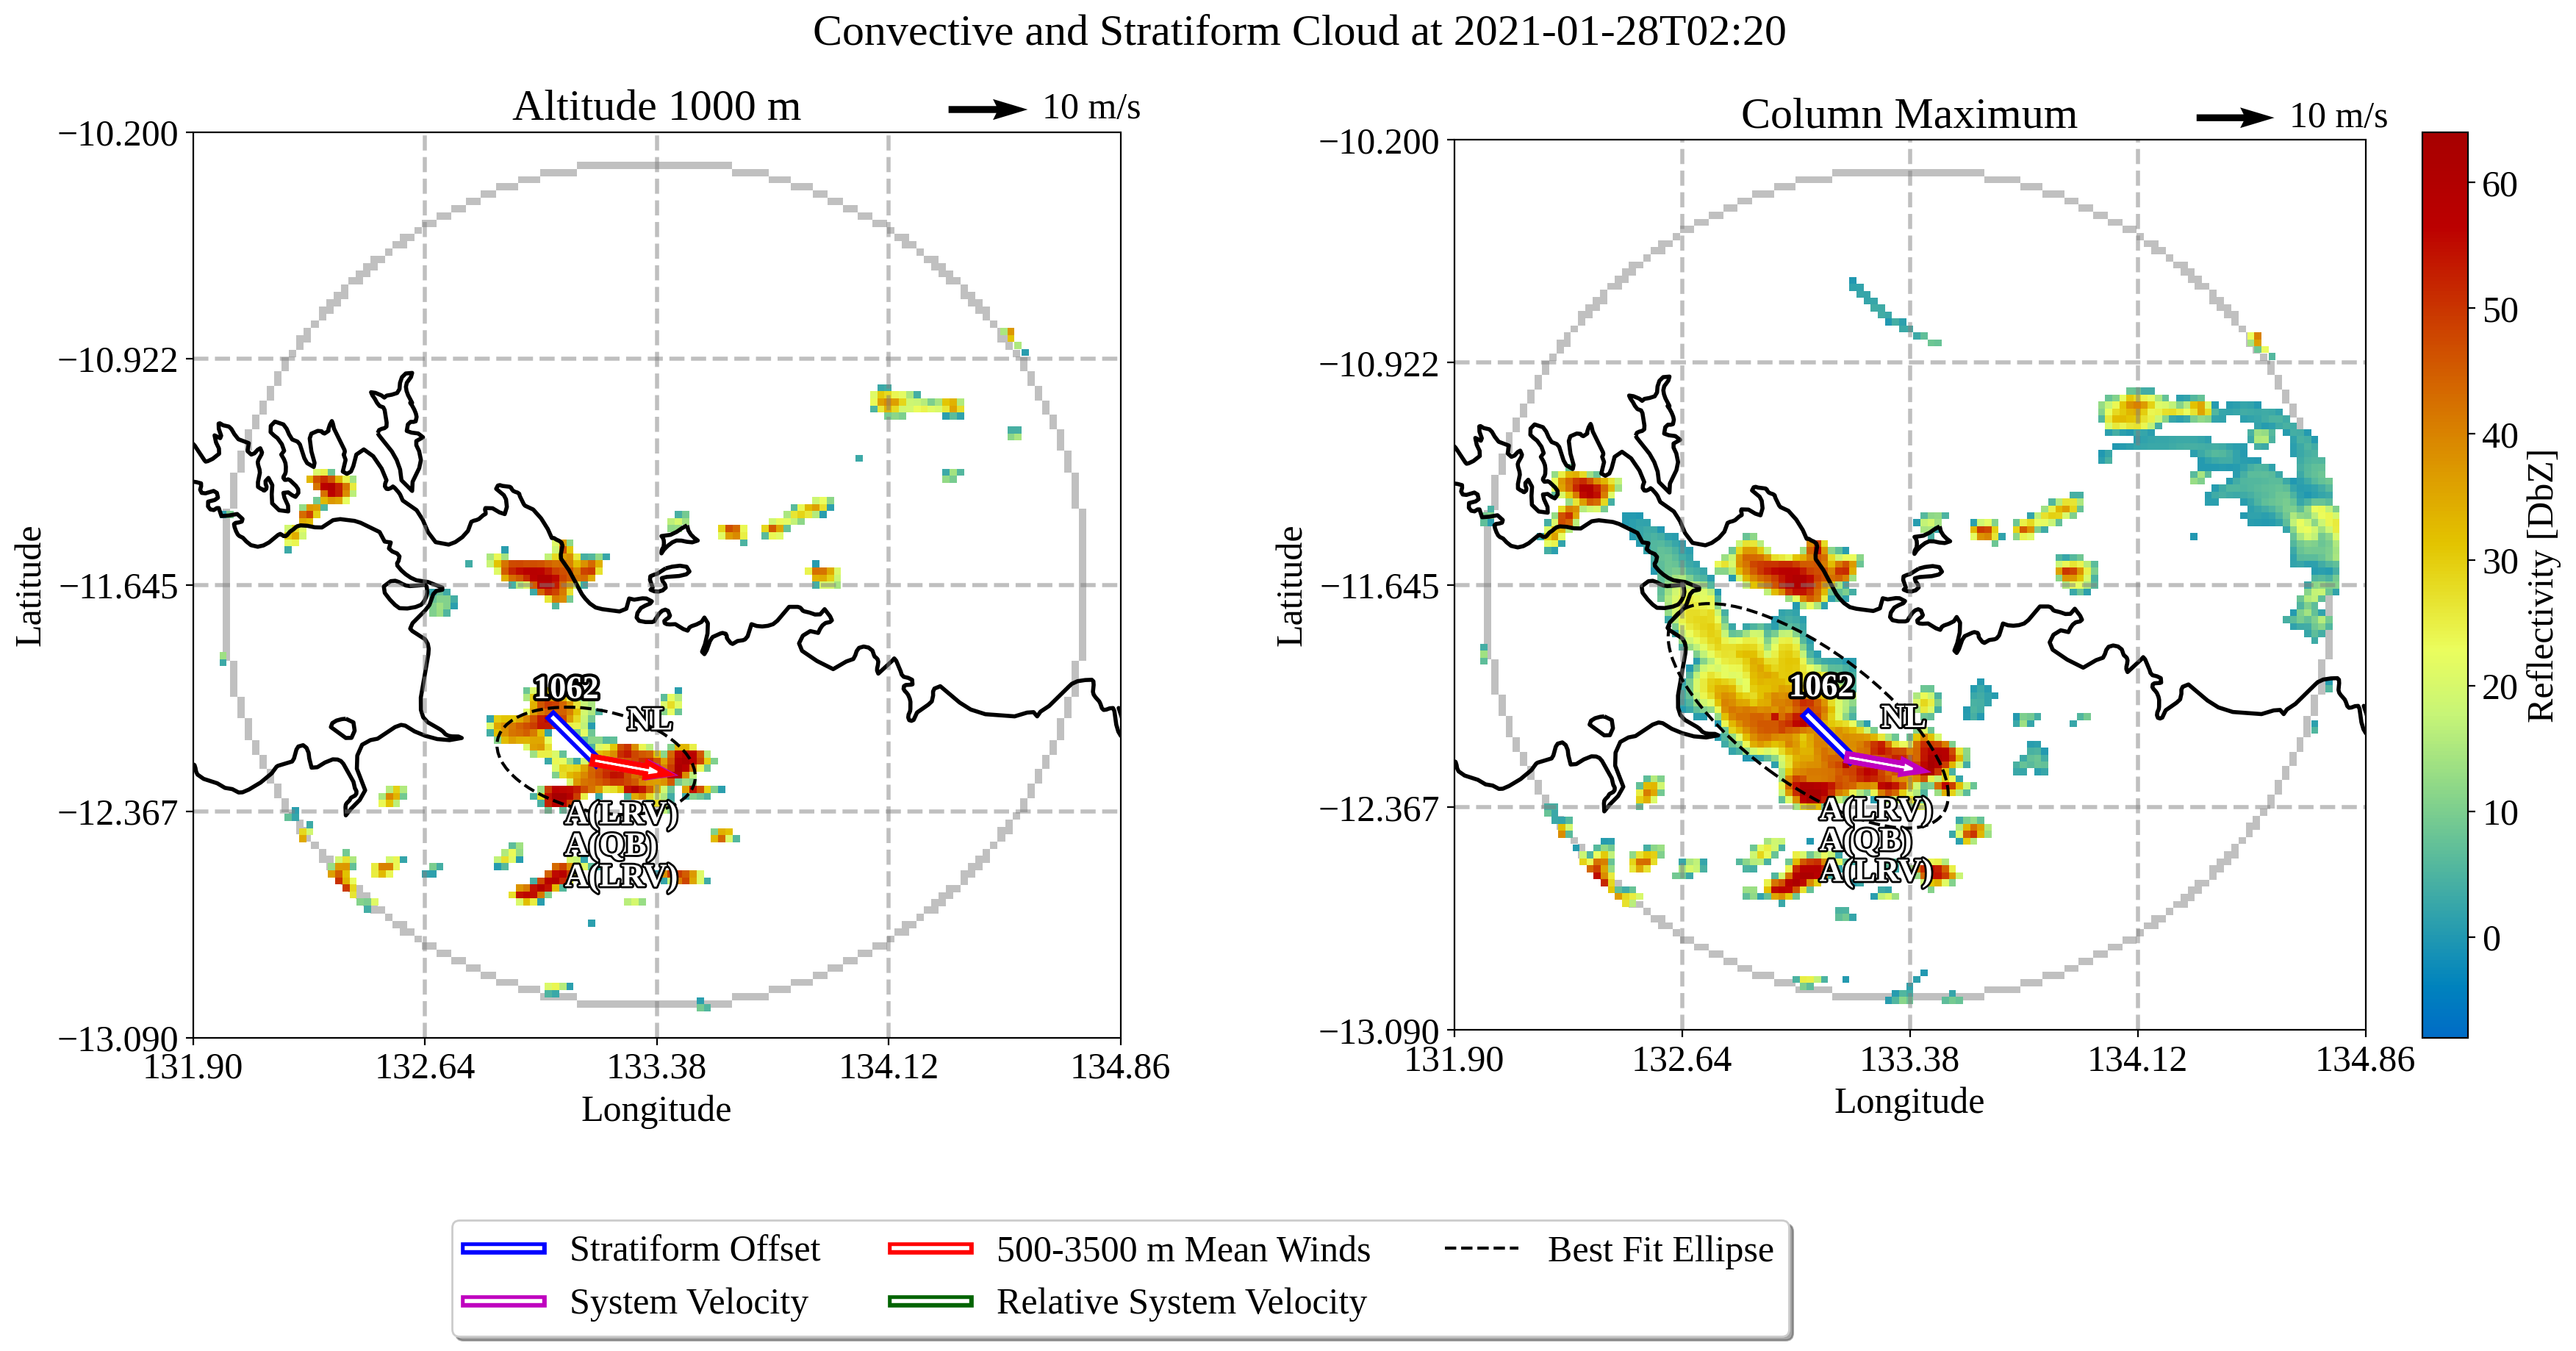 Convective and Stratiform Cloud at 2021-01-28T02:20
Altitude 1000 m
10 m/s
−10.200
−10.922
−11.645
−12.367
−13.090
131.90
132.64
133.38
134.12
134.86
Latitude
Longitude
1062
NL
A(LRV)
A(QB)
A(LRV)
Column Maximum
10 m/s
−10.200
−10.922
−11.645
−12.367
−13.090
131.90
132.64
133.38
134.12
134.86
Latitude
Longitude
1062
NL
A(LRV)
A(QB)
A(LRV)
60
50
40
30
20
10
0
Reflectivity [DbZ]
Stratiform Offset
System Velocity
500-3500 m Mean Winds
Relative System Velocity
Best Fit Ellipse